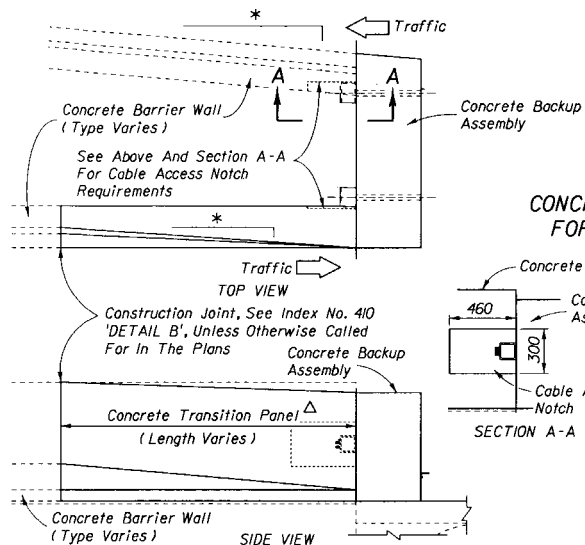 *
Traffic
A
A
Concrete Barrier Wall
(Type Varies)
Concrete Backup
Assembly
See Above And Section A-A
For Cable Access Notch
Requirements
*
CONCR
FOR
Traffic
TOP VIEW
Concrete
Construction Joint, See Index No. 410
'DETAIL B', Unless Otherwise Called
For In The Plans
460
300
Co
As
Cable A
Notch
SECTION A-A
Concrete Backup
Assembly
Concrete Transition Panel Δ
(Length Varies)
Concrete Barrier Wall
(Type Varies)
SIDE VIEW